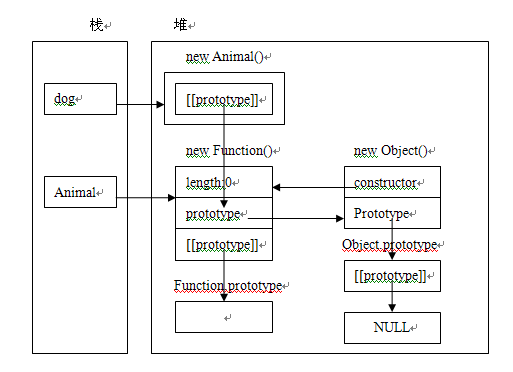 栈
堆
new Animal()
dog
[[prototype]]
new Function()
new Object()
length:0
constructor
Animal
prototype
Prototype
[[prototype]]
Object.prototype
Function.prototype
[[prototype]]
NULL